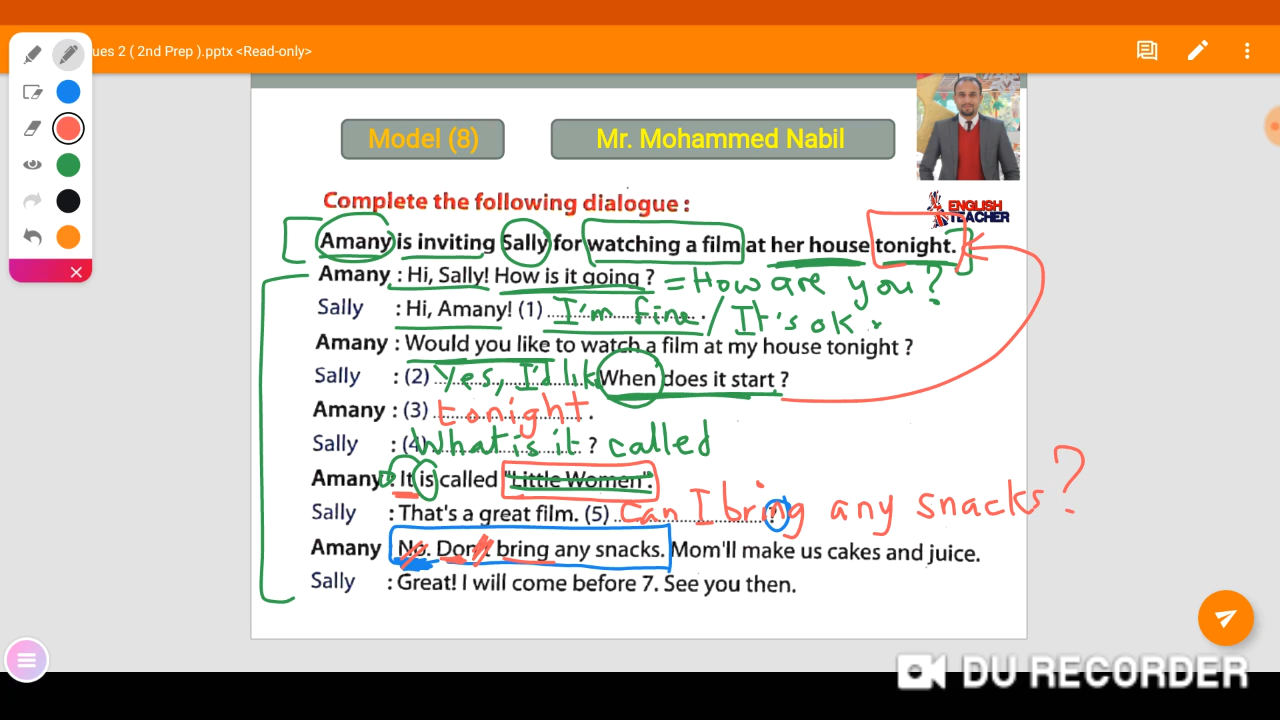 ues 2 ( 2nd Prep ).pptx <Read-only>
Model (8)
Mr. Mohammed Nabil
ENGLISH
TEACHER
Complete the following dialogue :
Amany is inviting Sally for watching a film at her house tonight.
Amany : Hi, Sally! How is it going ? = How are you?
Sally : Hi, Amany! (1) I'm fine / It's ok .
Amany : Would you like to watch a film at my house tonight ?
Sally : (2) Yes, I'd lik When does it start ?
Amany : (3) tonight .
Sally : (4) What is it ? called
Amany : It is called "Little Women".
Sally : That's a great film. (5) Can I bring any snacks ?
Amany No. Don't bring any snacks. Mom'll make us cakes and juice.
Sally : Great! I will come before 7. See you then.
DU RECORDER